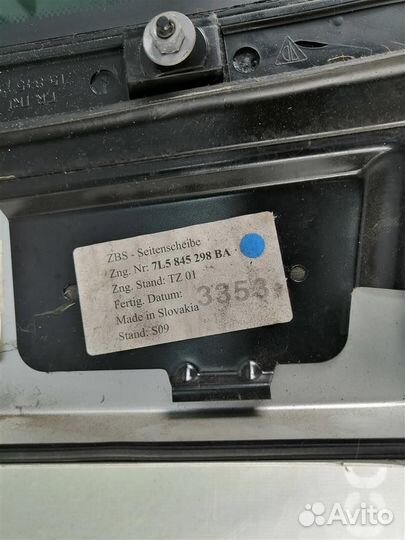 ZBS - Seitenscheibe
Zng. Nr: 7L5 845 298 BA
Zng. Stand: TZ 01
Fertig. Datum: 3353
Made in Slovakia
Stand: S09
Avito